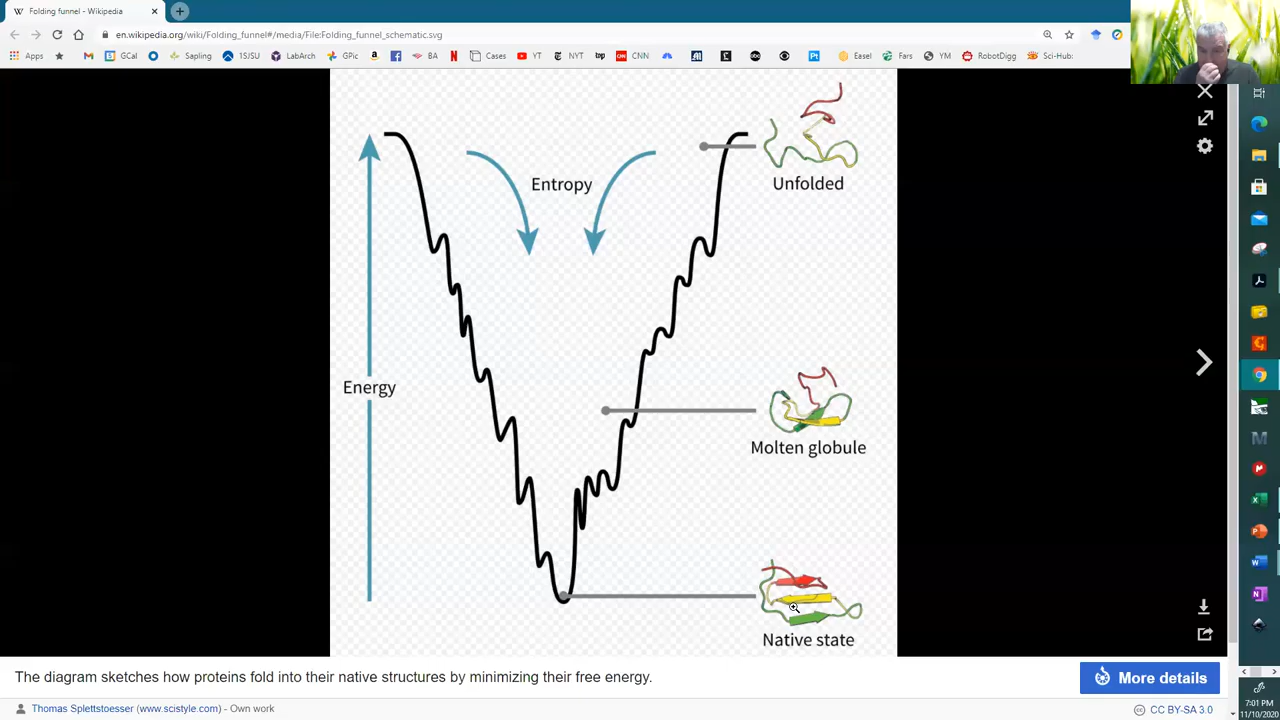 Folding funnel - Wikipedia
en.wikipedia.org/wiki/Folding_funnel#/media/File:Folding_funnel_schematic.svg
Apps GCal Sapling 1SJSU LabArch GPic BA Cases YT NYT top CNN Easel Fars YM RobotDigg Sci-Hub:
Entropy
Unfolded
Energy
Molten globule
Native state
The diagram sketches how proteins fold into their native structures by minimizing their free energy.
More details
Thomas Splettstoesser (www.scistyle.com) - Own work
CC BY-SA 3.0
7:01 PM
11/10/2020